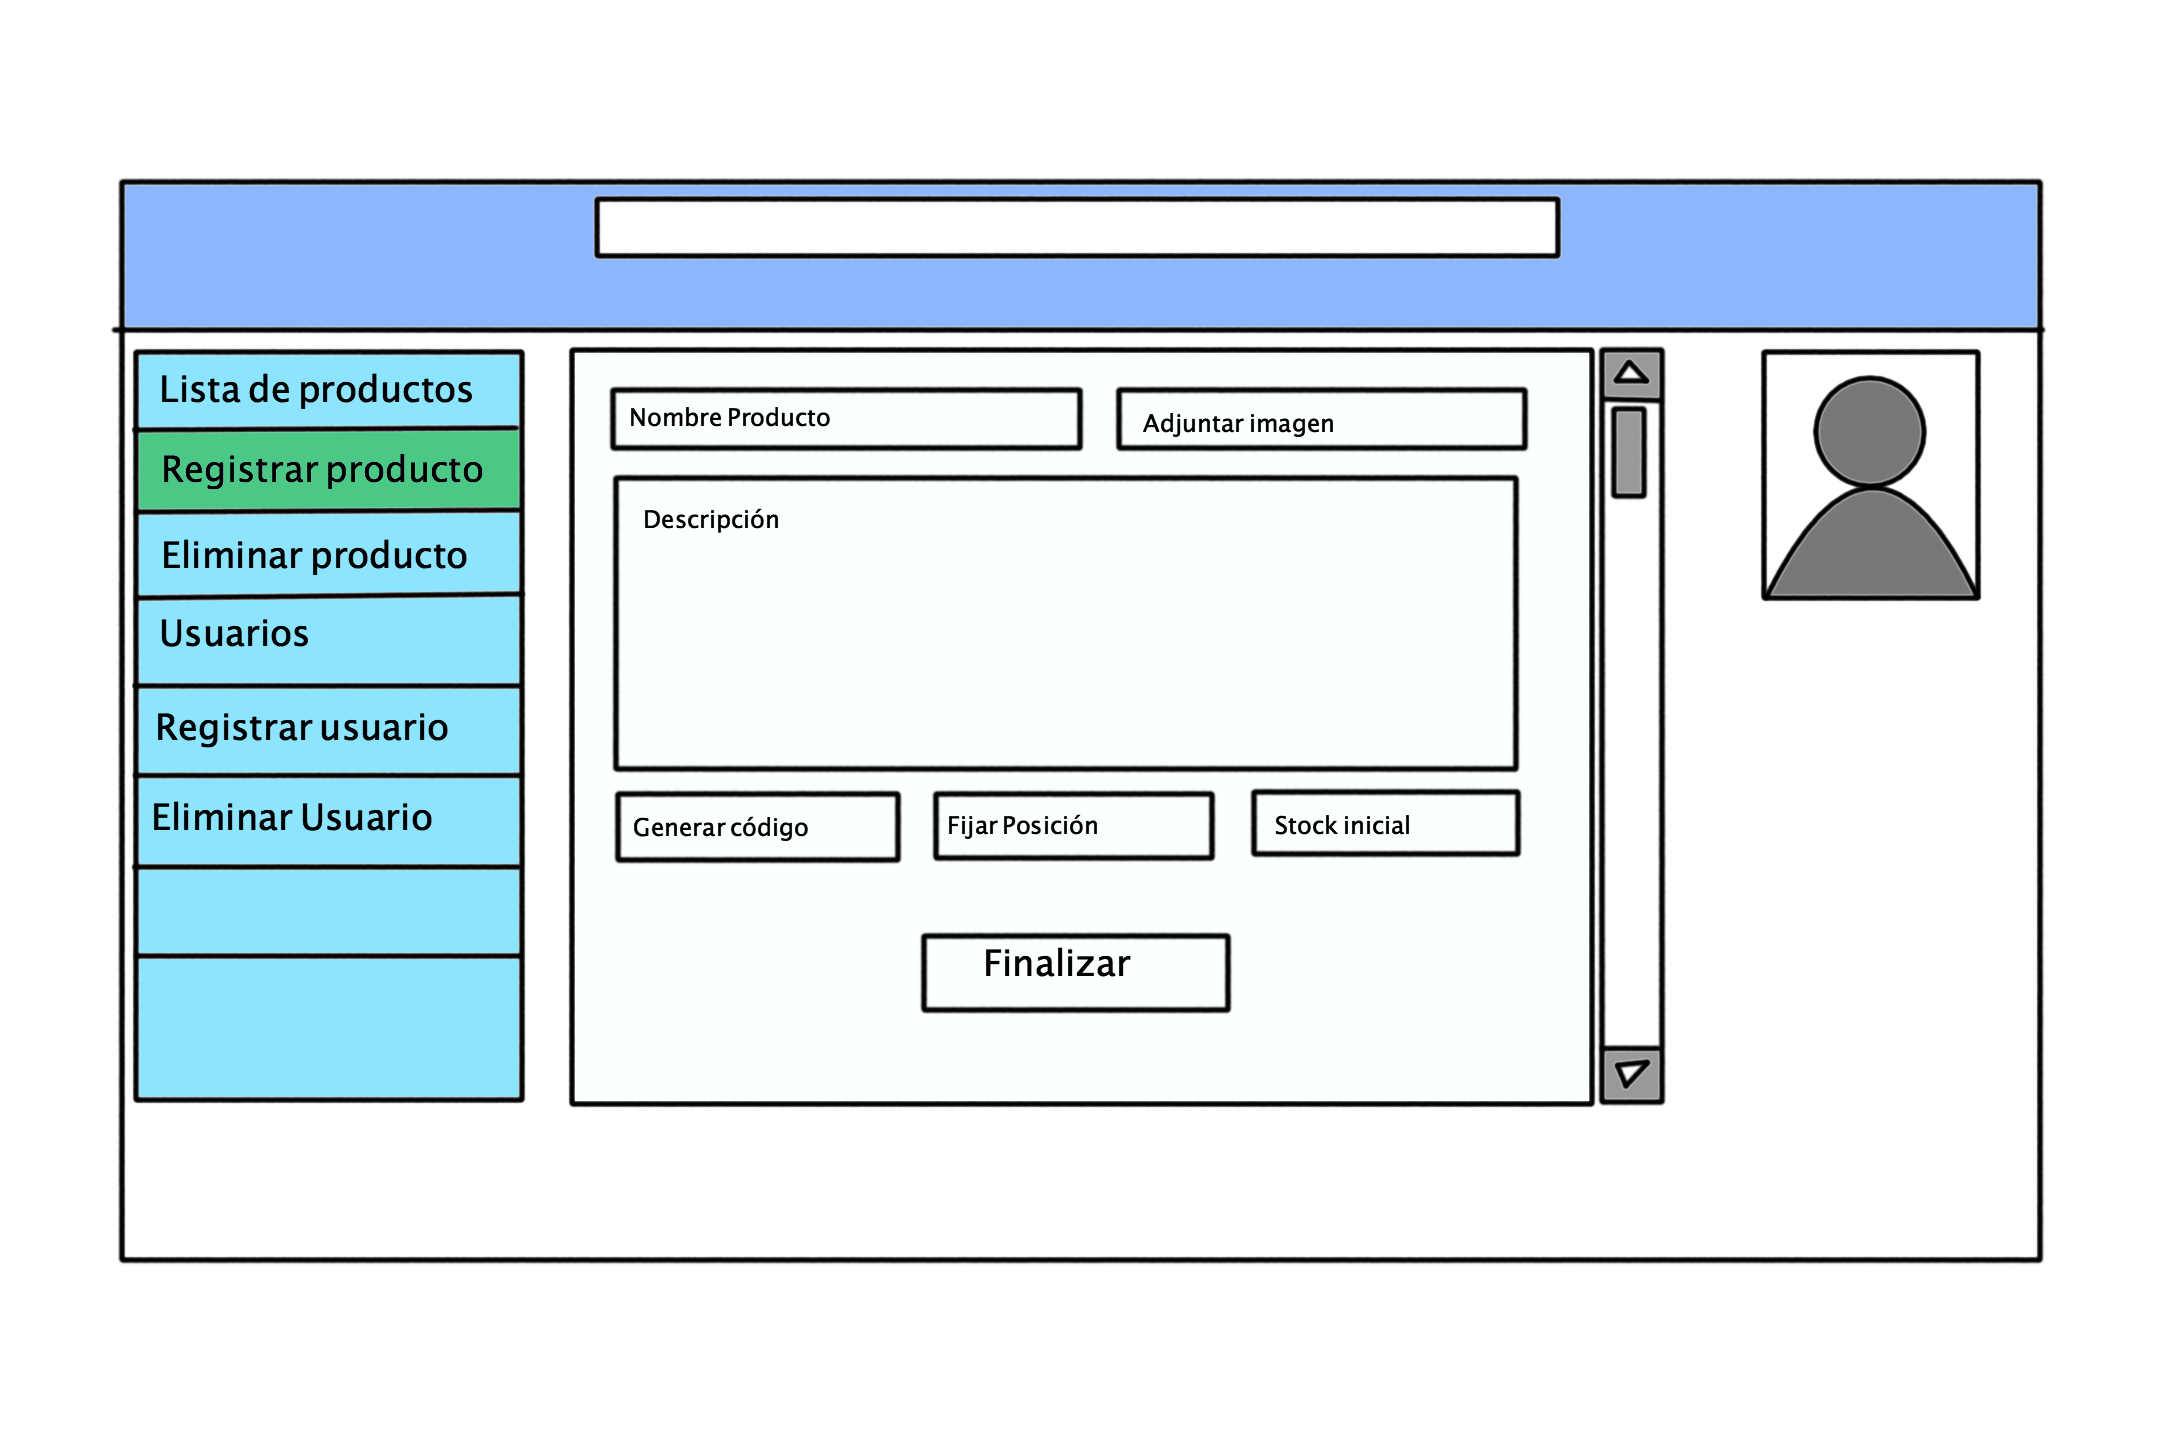 Lista de productos
Registrar producto
Eliminar producto
Usuarios
Registrar usuario
Eliminar Usuario
Nombre Producto
Adjuntar imagen
Descripción
Generar código
Fijar Posición
Stock inicial
Finalizar